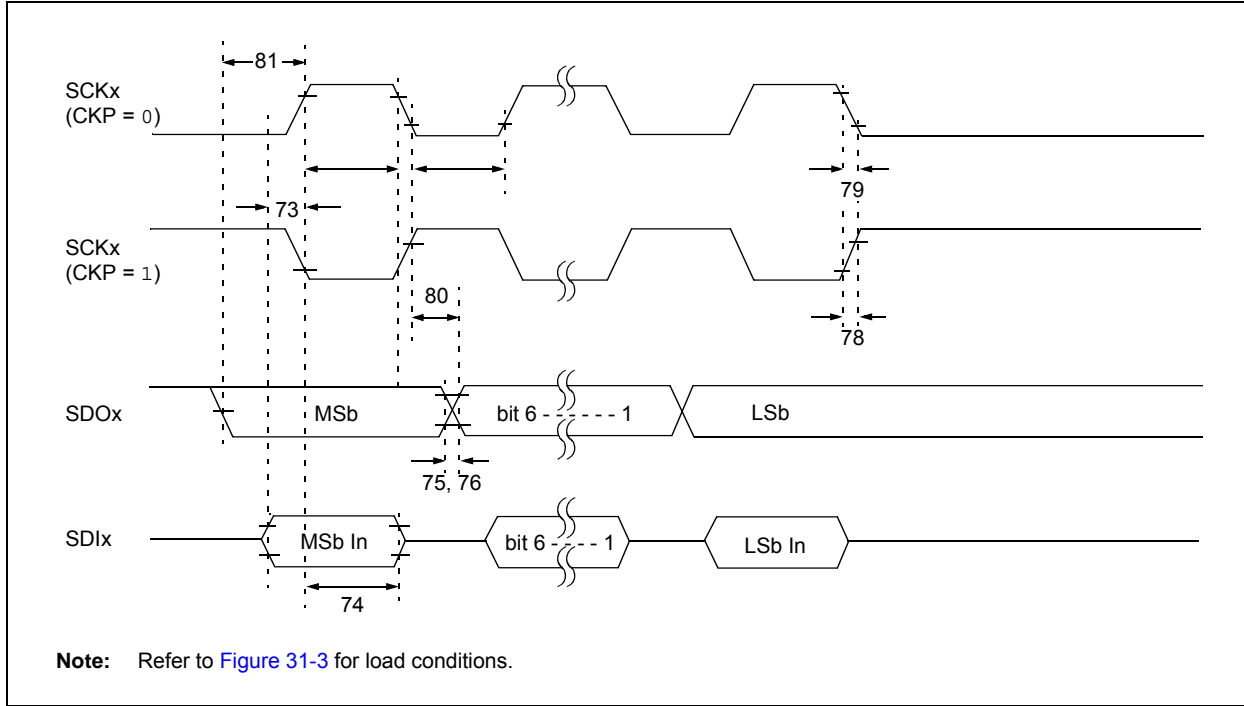 81
SCKx
(CKP = 0)
79
73
SCKx
(CKP = 1)
80
78
SDOx
MSb
bit 6 - - - - - - 1
LSb
75, 76
SDIx
MSb In
bit 6 - - - - 1
LSb In
74
Note: Refer to Figure 31-3 for load conditions.